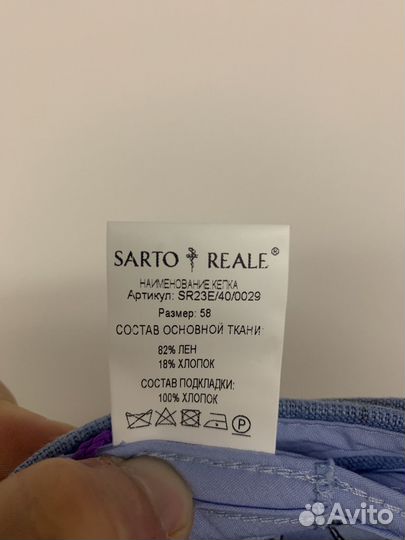 SARTO REALE®
НАИМЕНОВАНИЕ:КЕПКА
Артикул: SR23E/40/0029
Размер: 58
СОСТАВ ОСНОВНОЙ ТКАНИ:
82% ЛЕН
18% ХЛОПОК
СОСТАВ ПОДКЛАДКИ:
100% ХЛОПОК
P
Avito